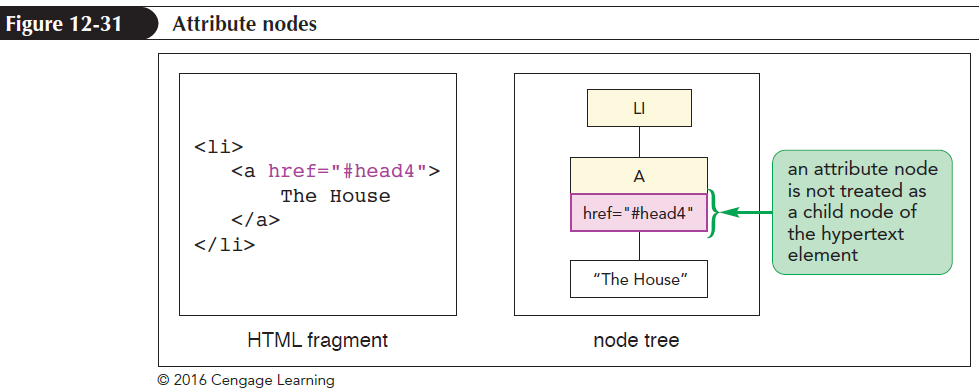 Figure 12-31 Attribute nodes
<li>
<a href="#head4">
The House
</a>
</li>
HTML fragment
LI
A
href="#head4"
"The House"
node tree
an attribute node
is not treated as
a child node of
the hypertext
element
© 2016 Cengage Learning